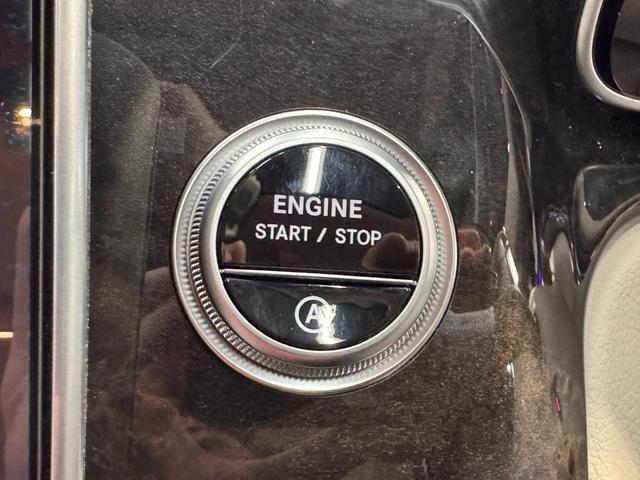 ENGINE
START / STOP
A